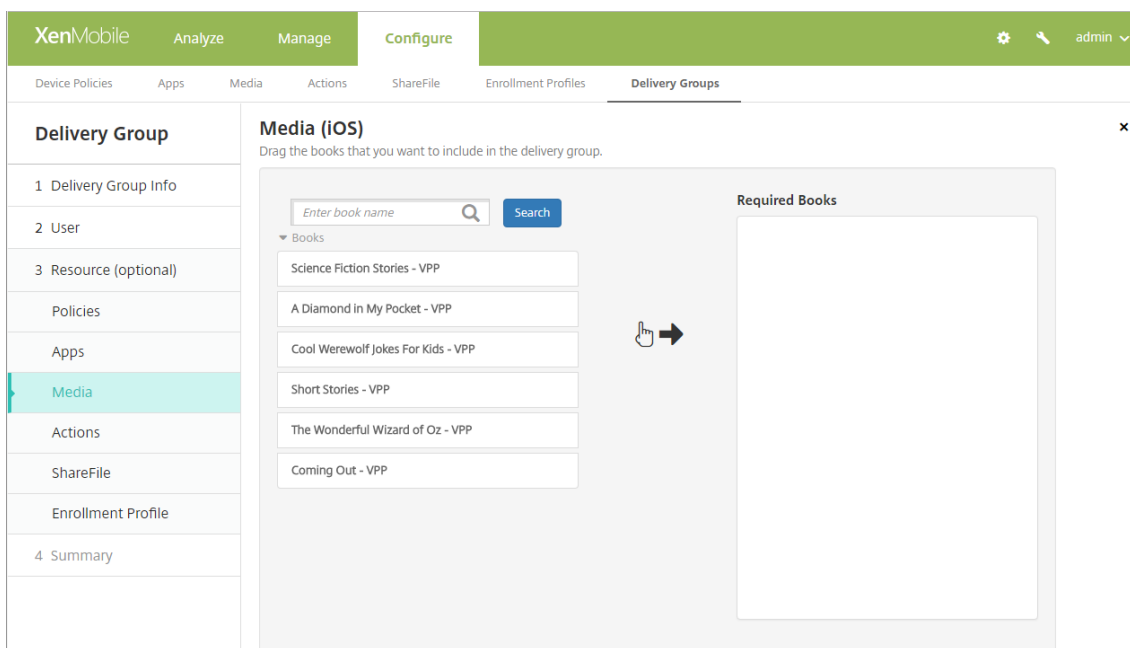 XenMobile Analyze Manage Configure admin
Device Policies Apps Media Actions ShareFile Enrollment Profiles Delivery Groups
Delivery Group
1 Delivery Group Info
2 User
3 Resource (optional)
Policies
Apps
Media
Actions
ShareFile
Enrollment Profile
4 Summary
Media (iOS)
Drag the books that you want to include in the delivery group.
Enter book name Search
Books
Science Fiction Stories - VPP
A Diamond in My Pocket - VPP
Cool Werewolf Jokes For Kids - VPP
Short Stories - VPP
The Wonderful Wizard of Oz - VPP
Coming Out - VPP
Required Books